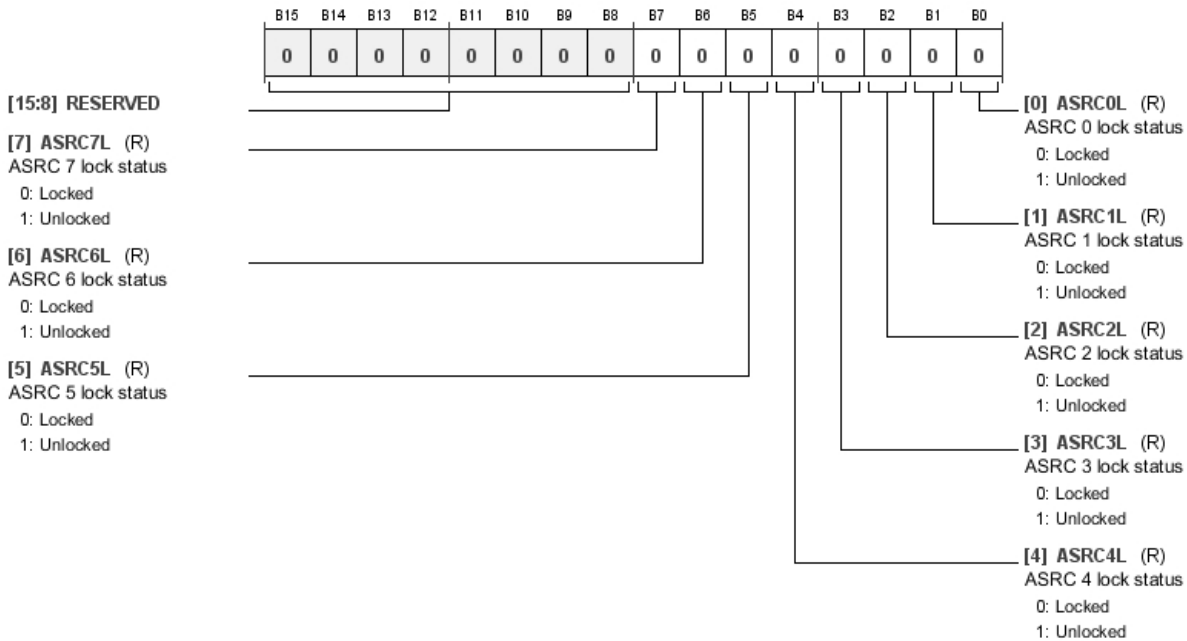 B15 B14 B13 B12 B11 B10 B9 B8 B7 B6 B5 B4 B3 B2 B1 B0
0 0 0 0 0 0 0 0 0 0 0 0 0 0 0 0
[15:8] RESERVED
[7] ASRC7L (R)
ASRC 7 lock status
0: Locked
1: Unlocked
[6] ASRC6L (R)
ASRC 6 lock status
0: Locked
1: Unlocked
[5] ASRC5L (R)
ASRC 5 lock status
0: Locked
1: Unlocked
[0] ASRC0L (R)
ASRC 0 lock status
0: Locked
1: Unlocked
[1] ASRC1L (R)
ASRC 1 lock status
0: Locked
1: Unlocked
[2] ASRC2L (R)
ASRC 2 lock status
0: Locked
1: Unlocked
[3] ASRC3L (R)
ASRC 3 lock status
0: Locked
1: Unlocked
[4] ASRC4L (R)
ASRC 4 lock status
0: Locked
1: Unlocked